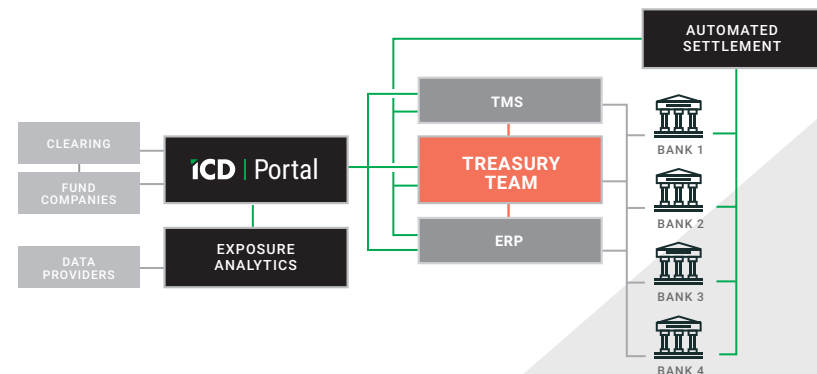 AUTOMATED
SETTLEMENT
TMS
BANK 1
CLEARING
iCD | Portal
TREASURY
TEAM
FUND
COMPANIES
BANK 2
ERP
EXPOSURE
ANALYTICS
DATA
PROVIDERS
BANK 3
BANK 4